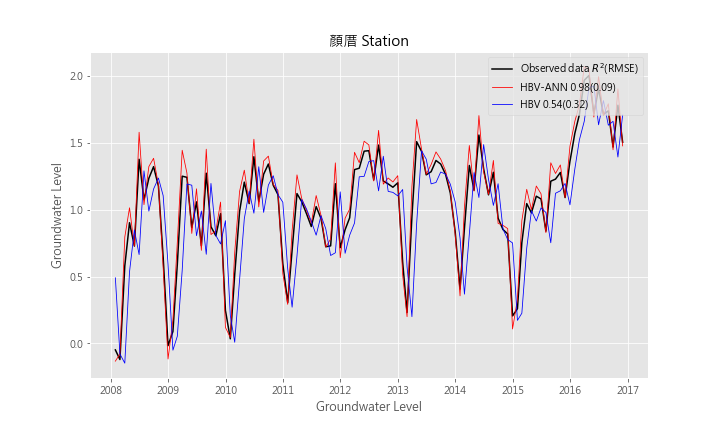 顏厝 Station
Observed data R²(RMSE)
HBV-ANN 0.98(0.09)
HBV 0.54(0.32)
Groundwater Level
2.0
1.5
1.0
0.5
0.0
2008 2009 2010 2011 2012 2013 2014 2015 2016 2017
Groundwater Level